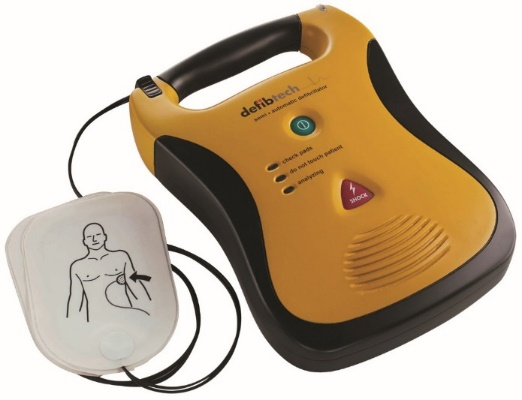 defibtech
semi - automatic defibrillator
check pads
do not touch patient
analyzing
SHOCK